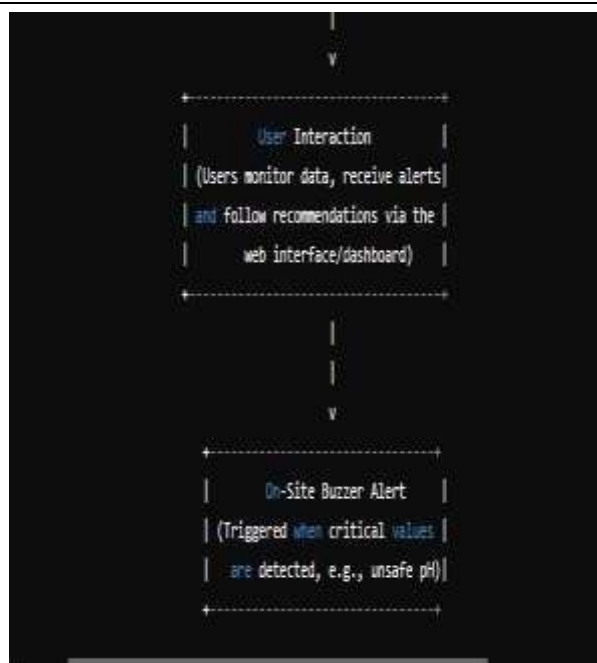 |
v
+--------------------------------+
| User Interaction |
| (Users monitor data, receive alerts|
| and follow recommendations via the |
| web interface/dashboard) |
+--------------------------------+
|
|
v
+-----------------------------+
| On-Site Buzzer Alert |
| (Triggered when critical values |
| are detected, e.g., unsafe pH)|
+-----------------------------+